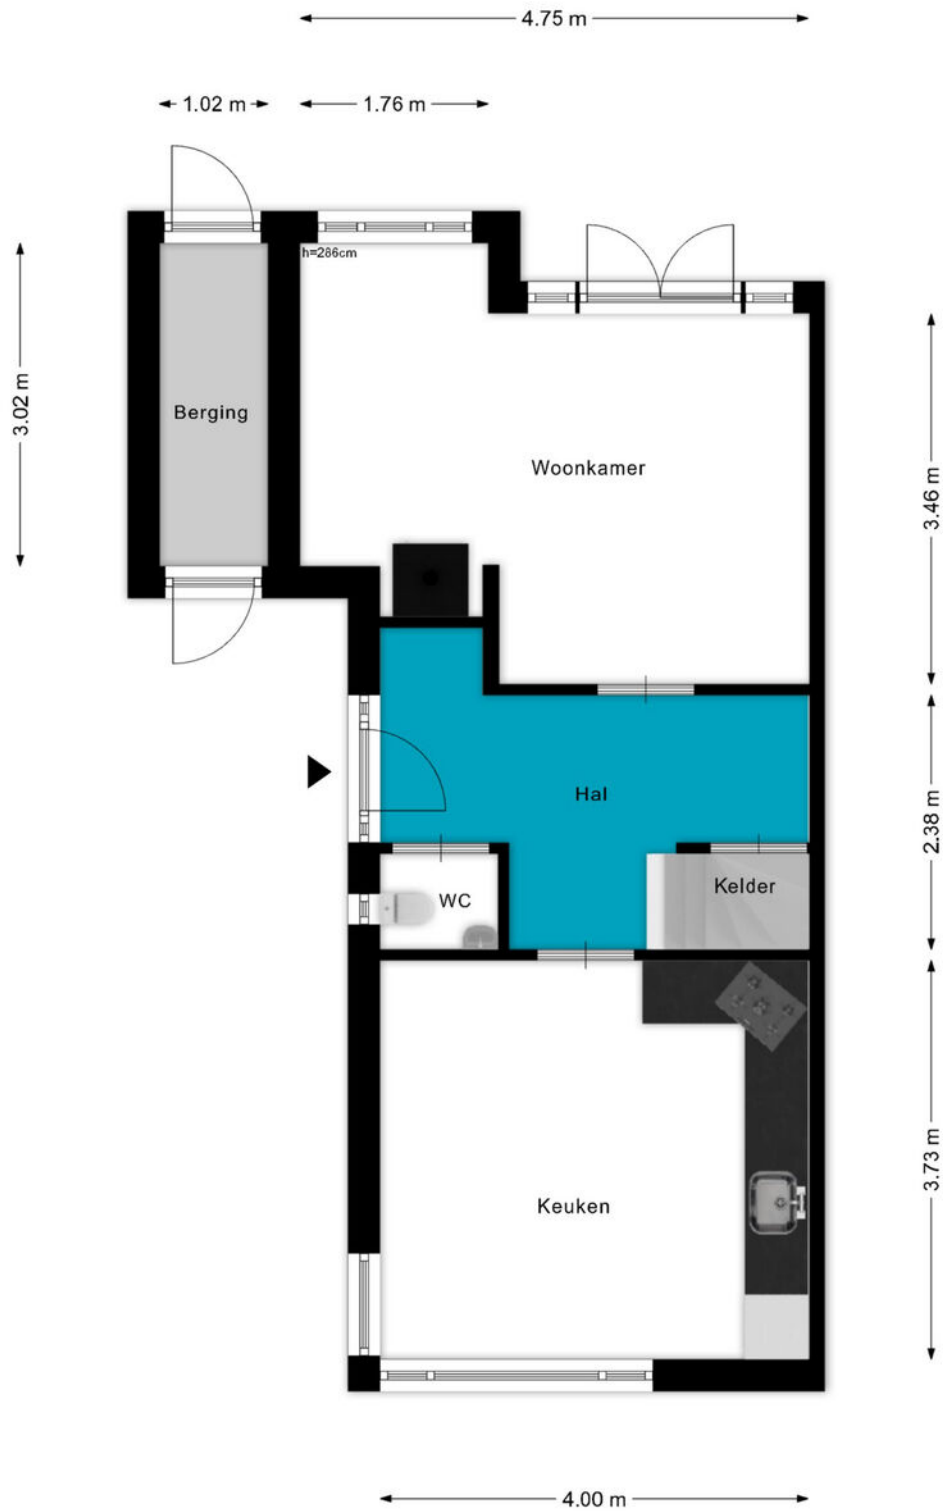 4.75 m
1.02 m
1.76 m
h=286cm
3.02 m
Berging
Woonkamer
3.46 m
Hal
2.38 m
Kelder
WC
3.73 m
Keuken
4.00 m